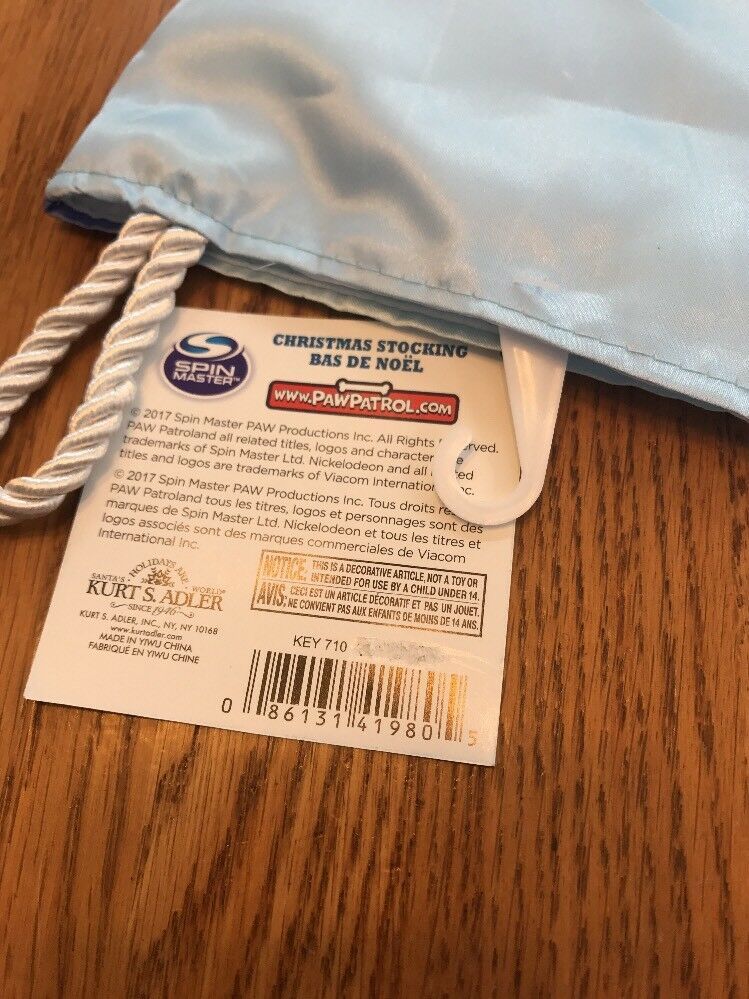 SPIN
MASTER™
CHRISTMAS STOCKING
BAS DE NOËL
WWW.PAWPATROL.COM
© 2017 Spin Master PAW Productions Inc. All Rights erved.
PAW Patroland all related titles, logos and character e
trademarks of Spin Master Ltd. Nickelodeon and all ted
titles and logos are trademarks of Viacom Internation nc.
© 2017 Spin Master PAW Productions Inc. Tous droits re
PAW Patroland tous les titres, logos et personnages sont des
marques de Spin Master Ltd. Nickelodeon et tous les titres et
logos associés sont des marques commerciales de Viacom
International Inc.
HOLIDAYS ARE
SANTA'S WORLD®
KURT S. ADLER
SINCE 1946
KURT S. ADLER, INC., NY, NY 10168
www.kurtadler.com
MADE IN YIWU CHINA
FABRIQUÉ EN YIWU CHINE
NOTICE: THIS IS A DECORATIVE ARTICLE, NOT A TOY OR
INTENDED FOR USE BY A CHILD UNDER 14.
AVIS: CECI EST UN ARTICLE DÉCORATIF ET PAS UN JOUET.
NE CONVIENT PAS AUX ENFANTS DE MOINS DE 14 ANS.
KEY 710
0 86131 41980 5